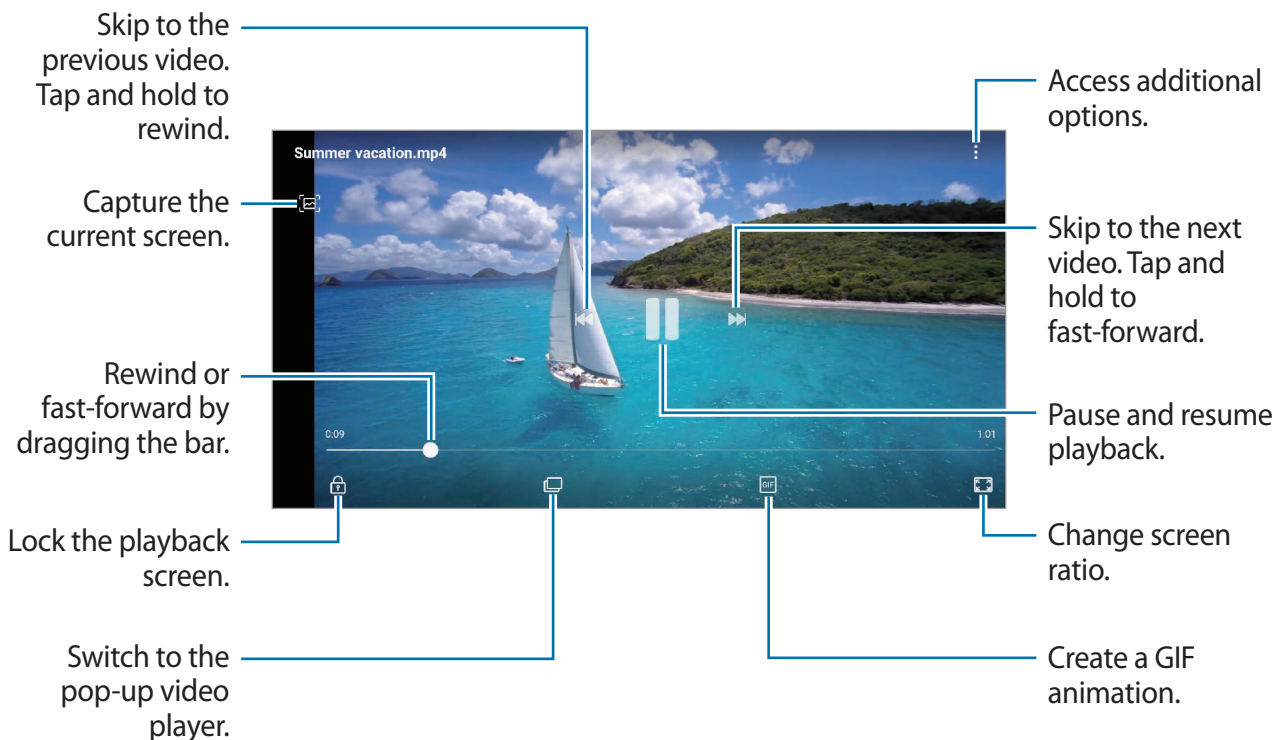 Skip to the
previous video.
Tap and hold to
rewind.
Access additional
options.
Summer vacation.mp4
Capture the
current screen.
Skip to the next
video. Tap and
hold to
fast-forward.
Rewind or
fast-forward by
dragging the bar.
Pause and resume
playback.
0:09
1:01
GIF
Lock the playback
screen.
Change screen
ratio.
Switch to the
pop-up video
player.
Create a GIF
animation.